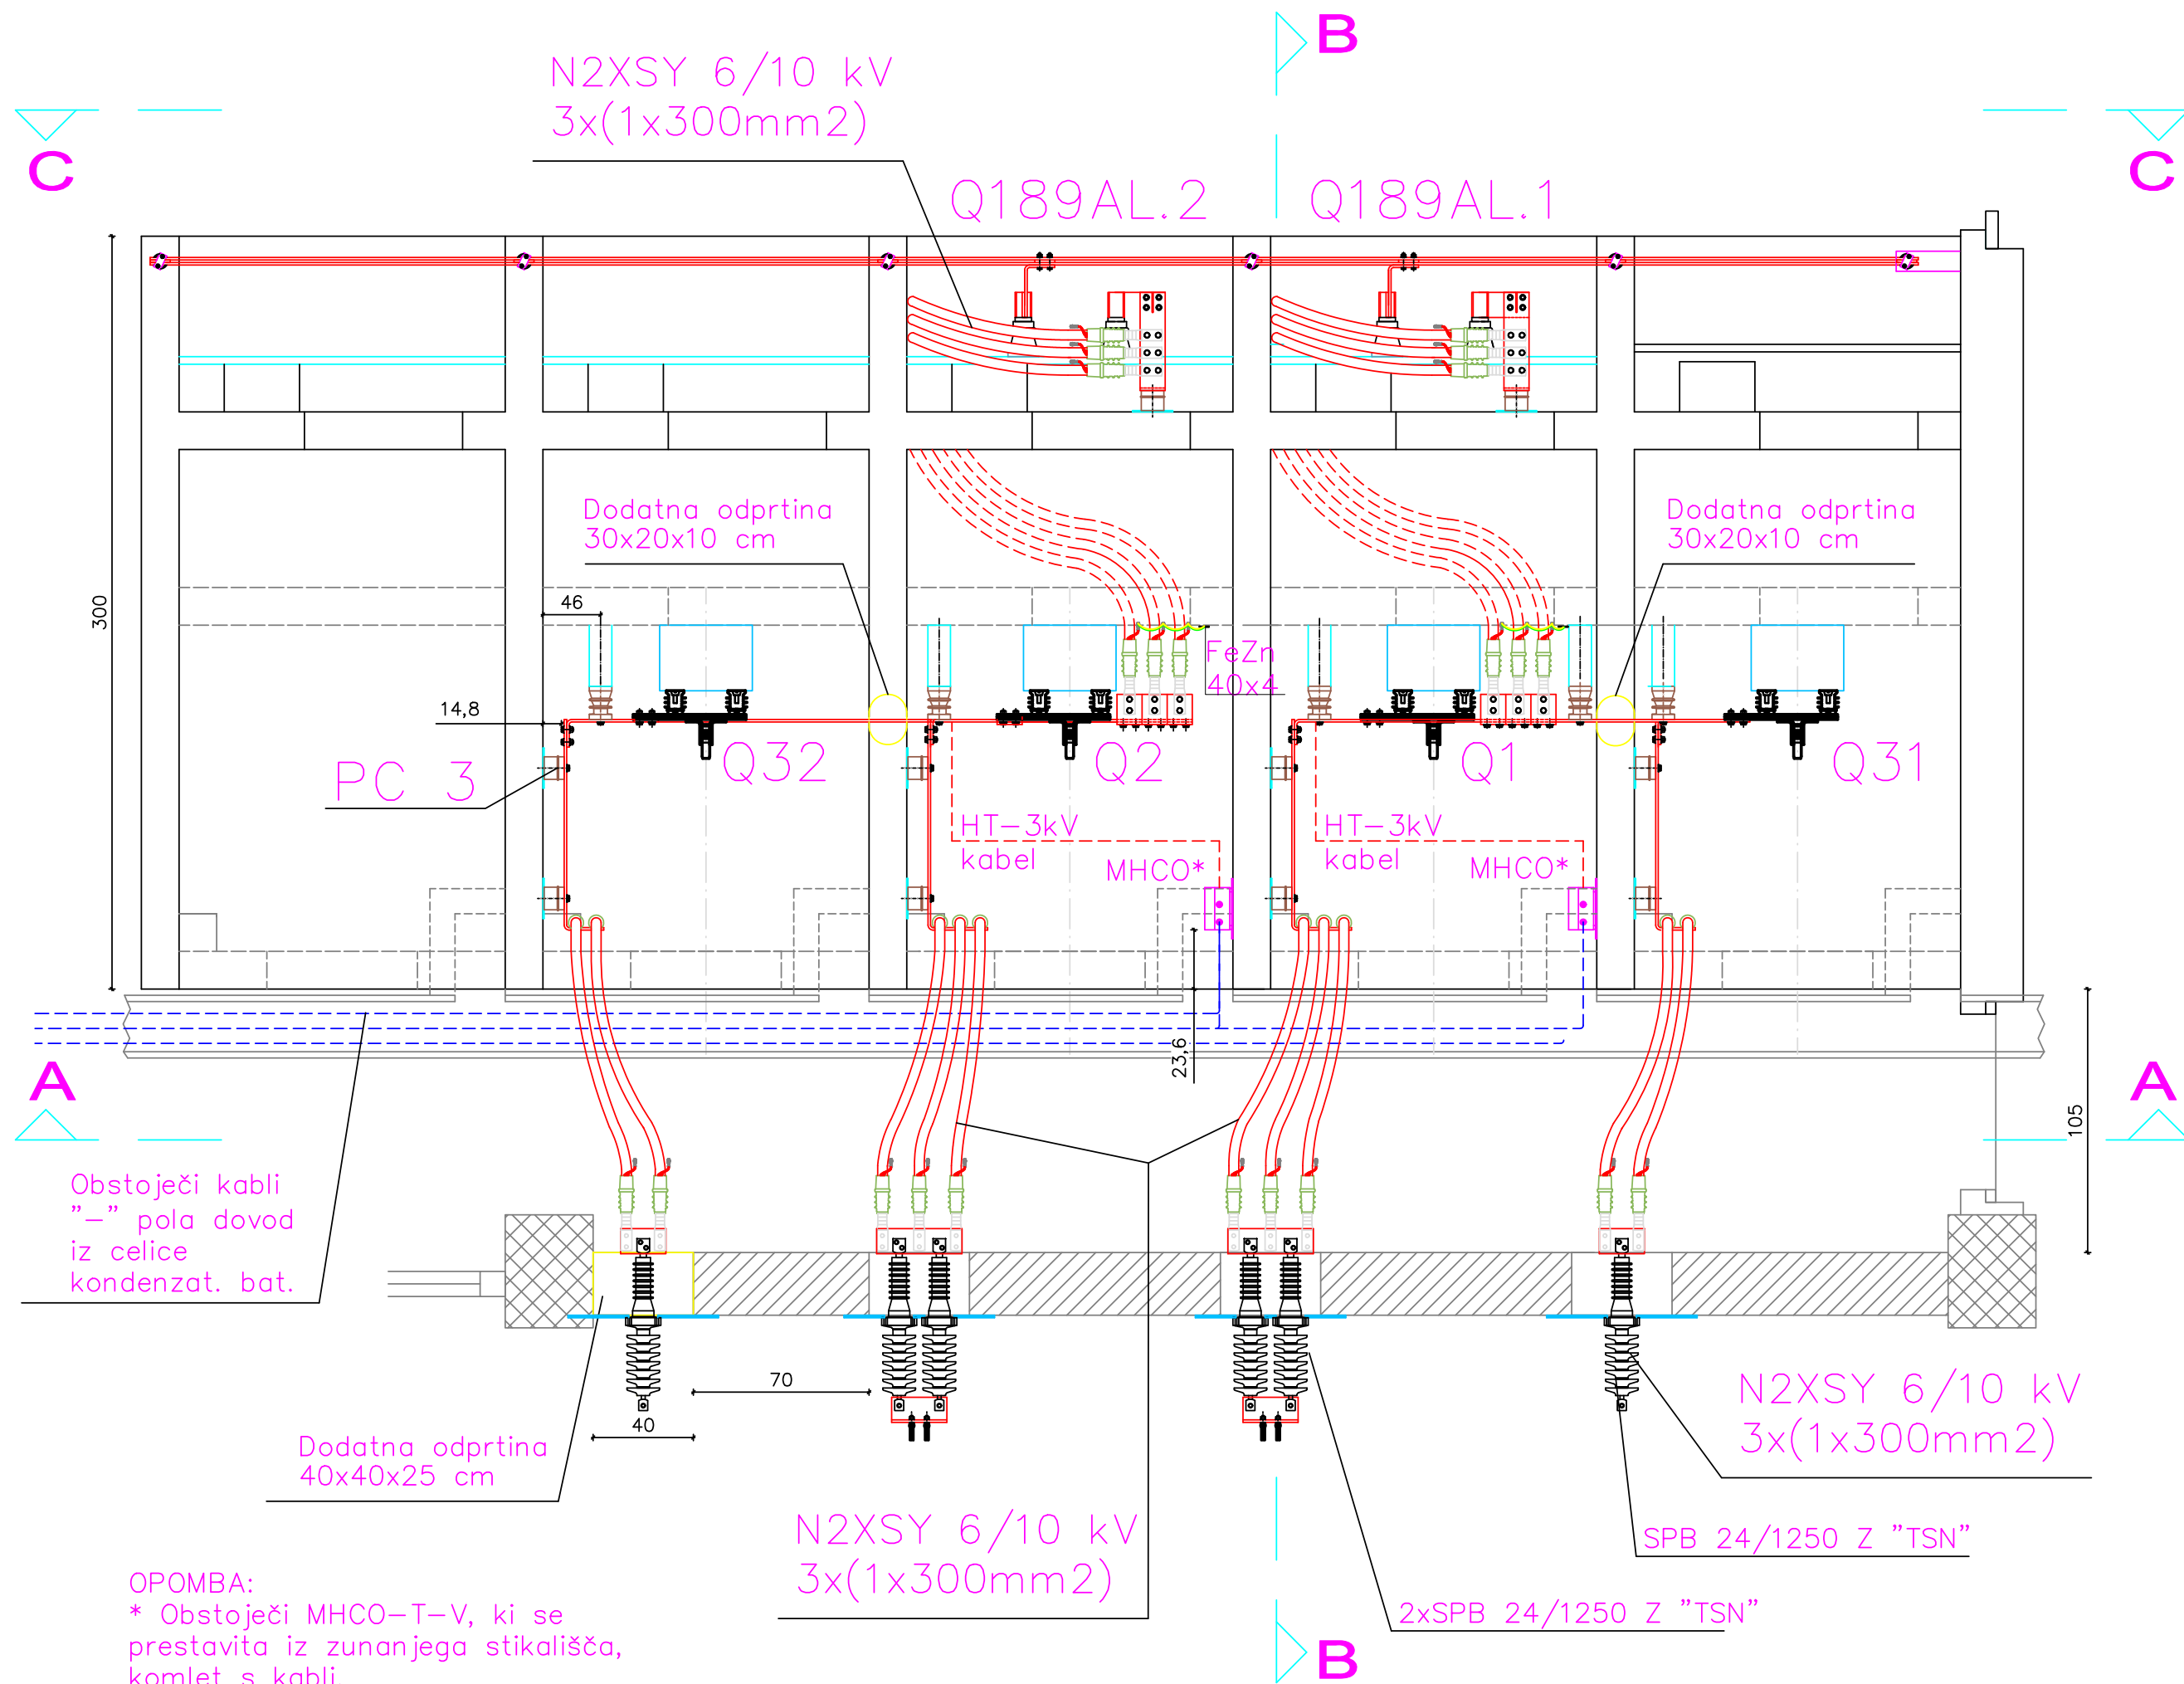 B
N2XSY 6/10 kV
3x(1x300mm2)
C
C
Q189AL.2
Q189AL.1
300
Dodatna odprtina
30x20x10 cm
Dodatna odprtina
30x20x10 cm
46
FeZn
40x4
14,8
PC 3
Q32
Q2
Q1
Q31
HT-3kV
kabel
MHCO*
HT-3kV
kabel
MHCO*
23,6
A
A
105
Obstoječi kabli
"-" pola dovod
iz celice
kondenzat. bat.
70
40
Dodatna odprtina
40x40x25 cm
N2XSY 6/10 kV
3x(1x300mm2)
N2XSY 6/10 kV
3x(1x300mm2)
SPB 24/1250 Z "TSN"
2xSPB 24/1250 Z "TSN"
OPOMBA:
* Obstoječi MHCO-T-V, ki se
prestavita iz zunanjega stikališča,
komlet s kabli
B